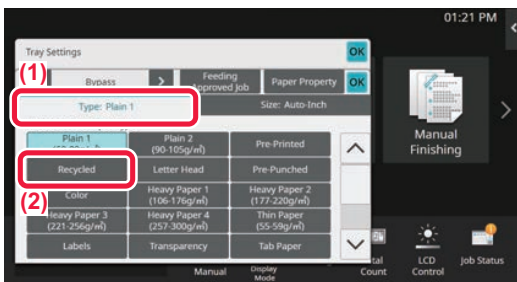 01:21 PM
Tray Settings
OK
(1)
Bypass
Feeding
Approved Job
Paper Property
OK
Type: Plain 1
Size: Auto-Inch
Plain 1
Plain 2
(90-105g/㎡)
Pre-Printed
Recycled
Letter Head
Pre-Punched
(2)
Color
Heavy Paper 1
(106-176g/㎡)
Heavy Paper 2
(177-220g/㎡)
Heavy Paper 3
(221-256g/㎡)
Heavy Paper 4
(257-300g/㎡)
Thin Paper
(55-59g/㎡)
Labels
Transparency
Tab Paper
Manual
Finishing
Manual
Display
Mode
Count
LCD
Control
Job Status